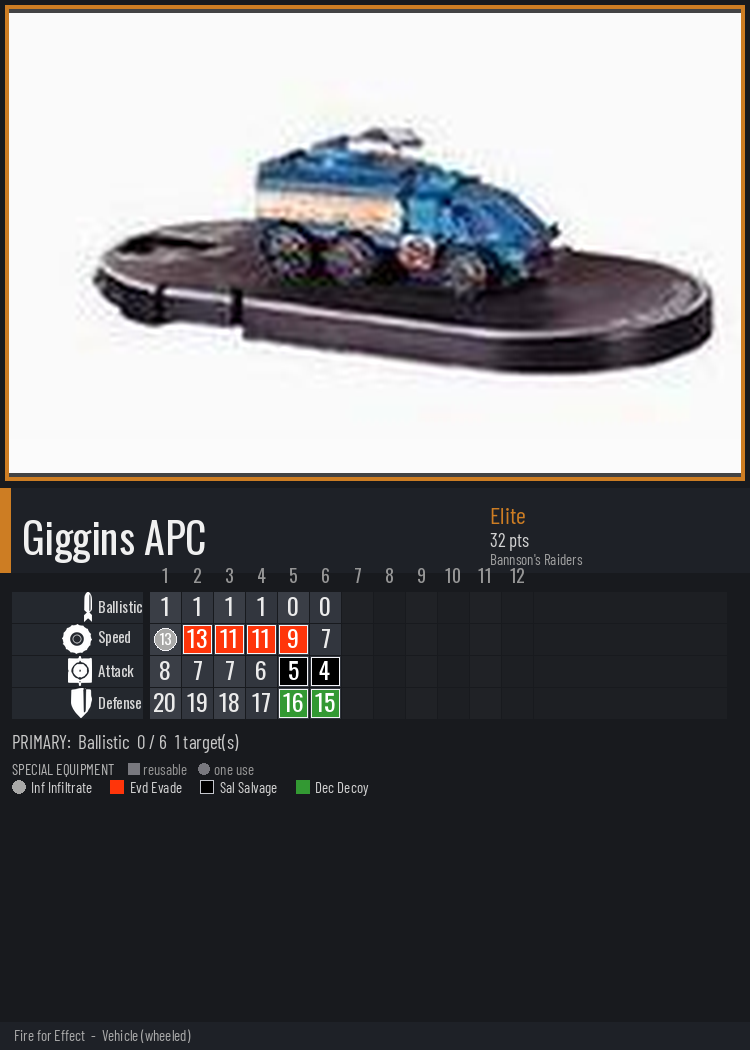 Giggins APC
Elite
32 pts
Bannson's Raiders
1 2 3 4 5 6 7 8 9 10 11 12
Ballistic 1 1 1 1 0 0
Speed 13 13 11 11 9 7
Attack 8 7 7 6 5 4
Defense 20 19 18 17 16 15
PRIMARY: Ballistic 0 / 6 1 target(s)
SPECIAL EQUIPMENT reusable one use
Inf Infiltrate Evd Evade Sal Salvage Dec Decoy
Fire for Effect - Vehicle (wheeled)